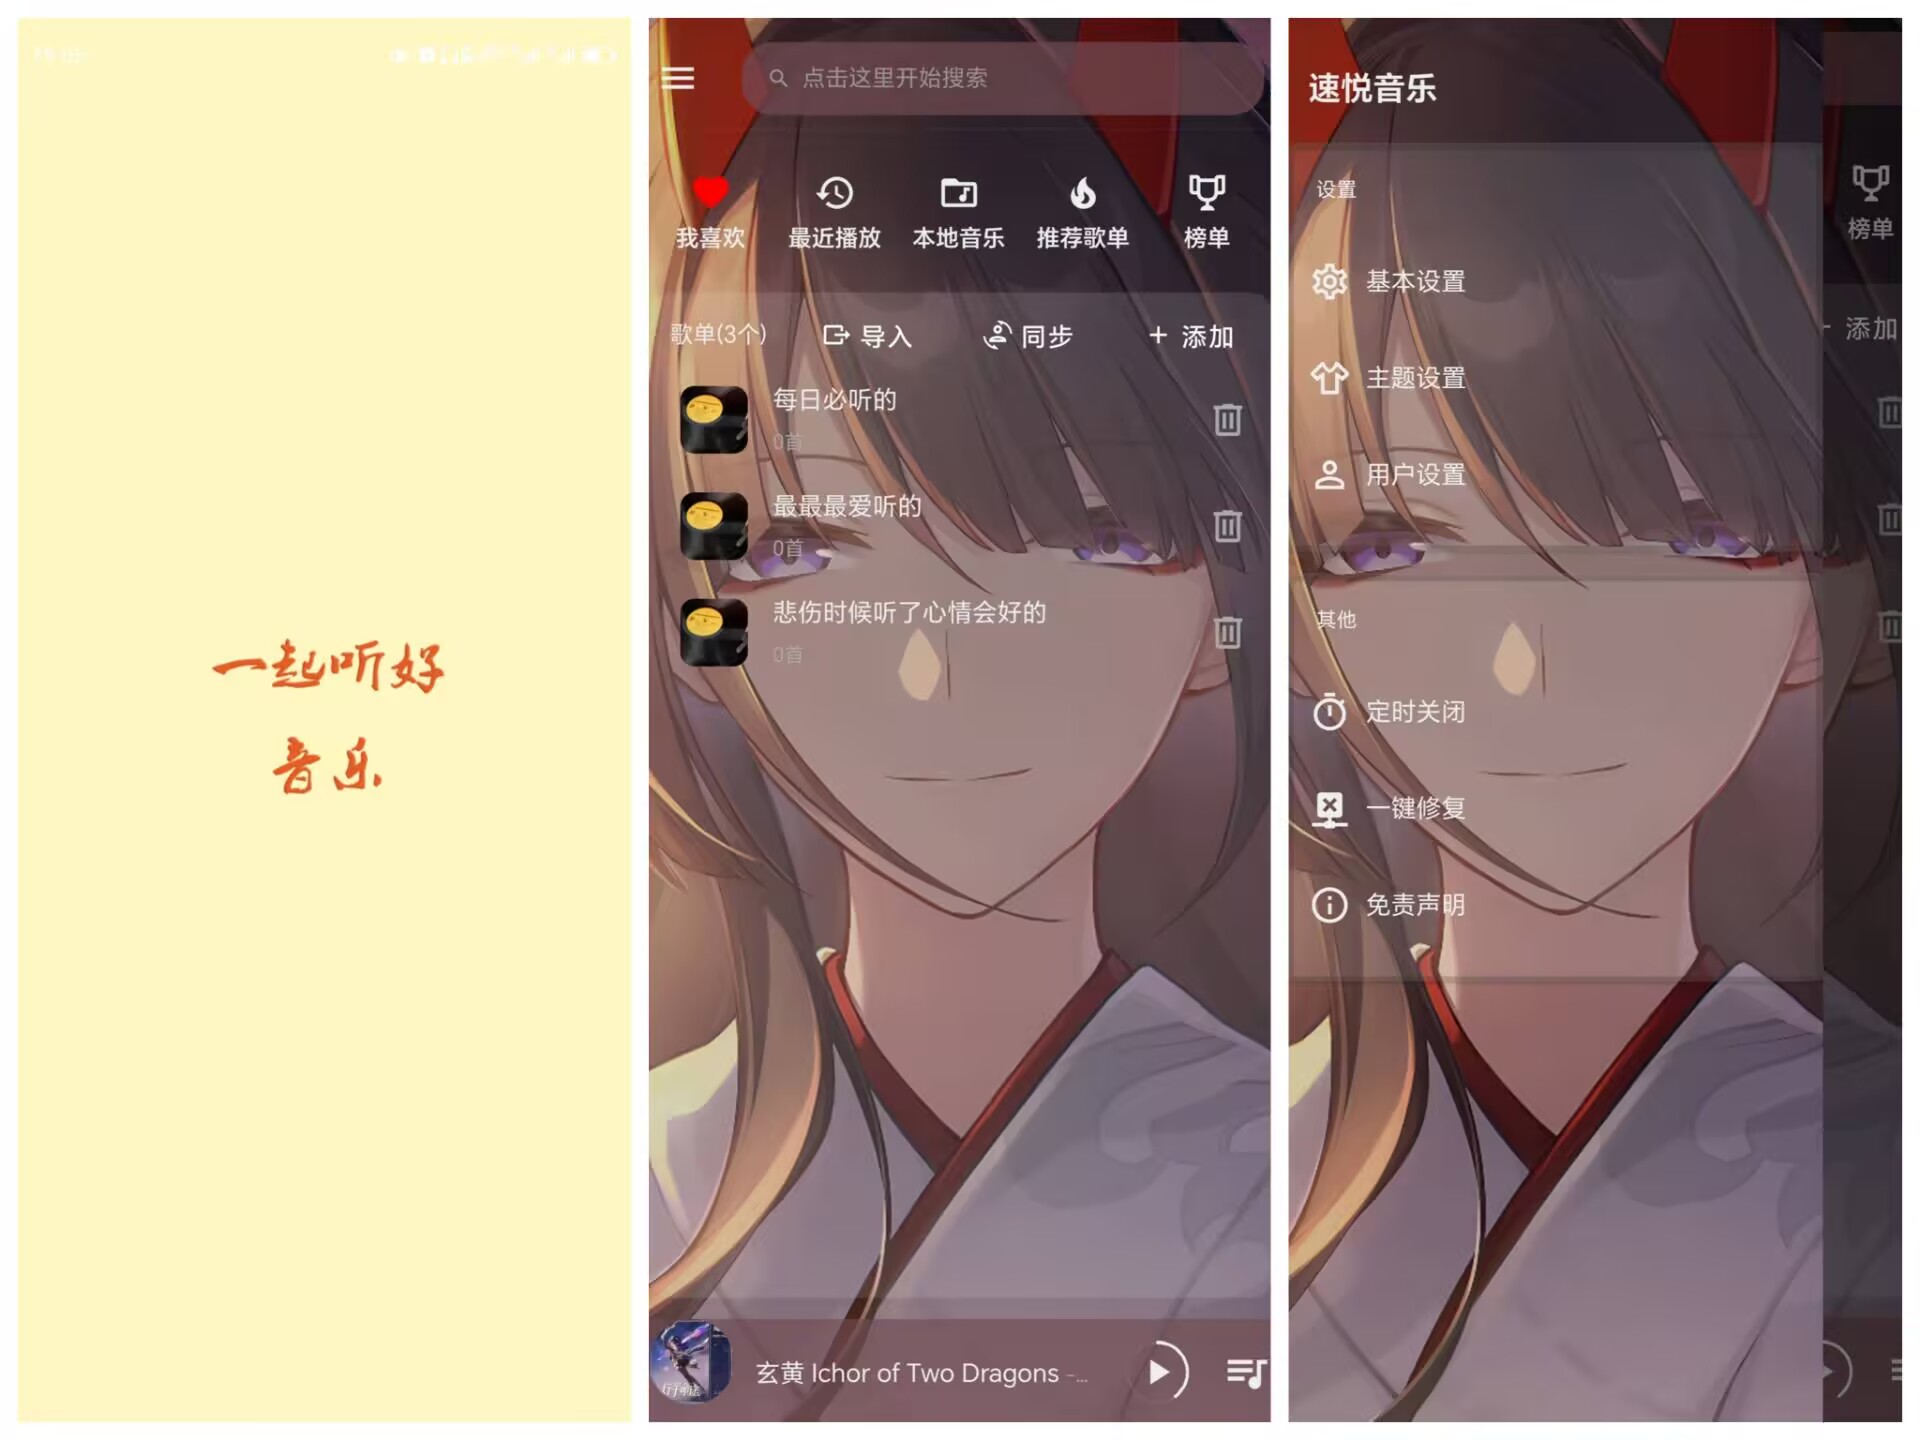 一起听好
音乐
点击这里开始搜索
我喜欢
最近播放
本地音乐
推荐歌单
榜单
歌单(3个)
导入
同步
添加
每日必听的
0首
最最最爱听的
0首
悲伤时候听了心情会好的
0首
玄黄 Ichor of Two Dragons -...
速悦音乐
设置
基本设置
主题设置
用户设置
其他
定时关闭
一键修复
免责声明
榜单
添加